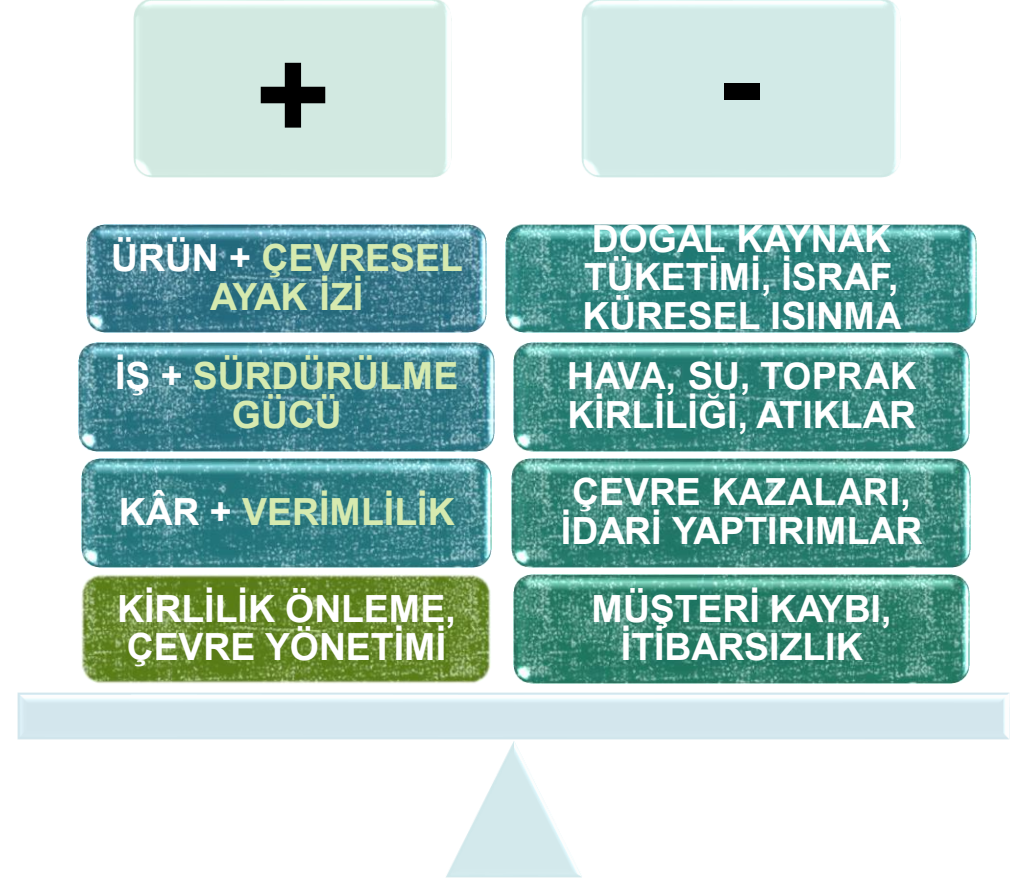 +
-
ÜRÜN + ÇEVRESEL
AYAK İZİ
DOĞAL KAYNAK
TÜKETİMİ, İSRAF,
KÜRESEL ISINMA
İŞ + SÜRDÜRÜLME
GÜCÜ
HAVA, SU, TOPRAK
KİRLİLİĞİ, ATIKLAR
KÂR + VERİMLİLİK
ÇEVRE KAZALARI,
İDARİ YAPTIRIMLAR
KİRLİLİK ÖNLEME,
ÇEVRE YÖNETİMİ
MÜŞTERİ KAYBI,
İTİBARSIZLIK